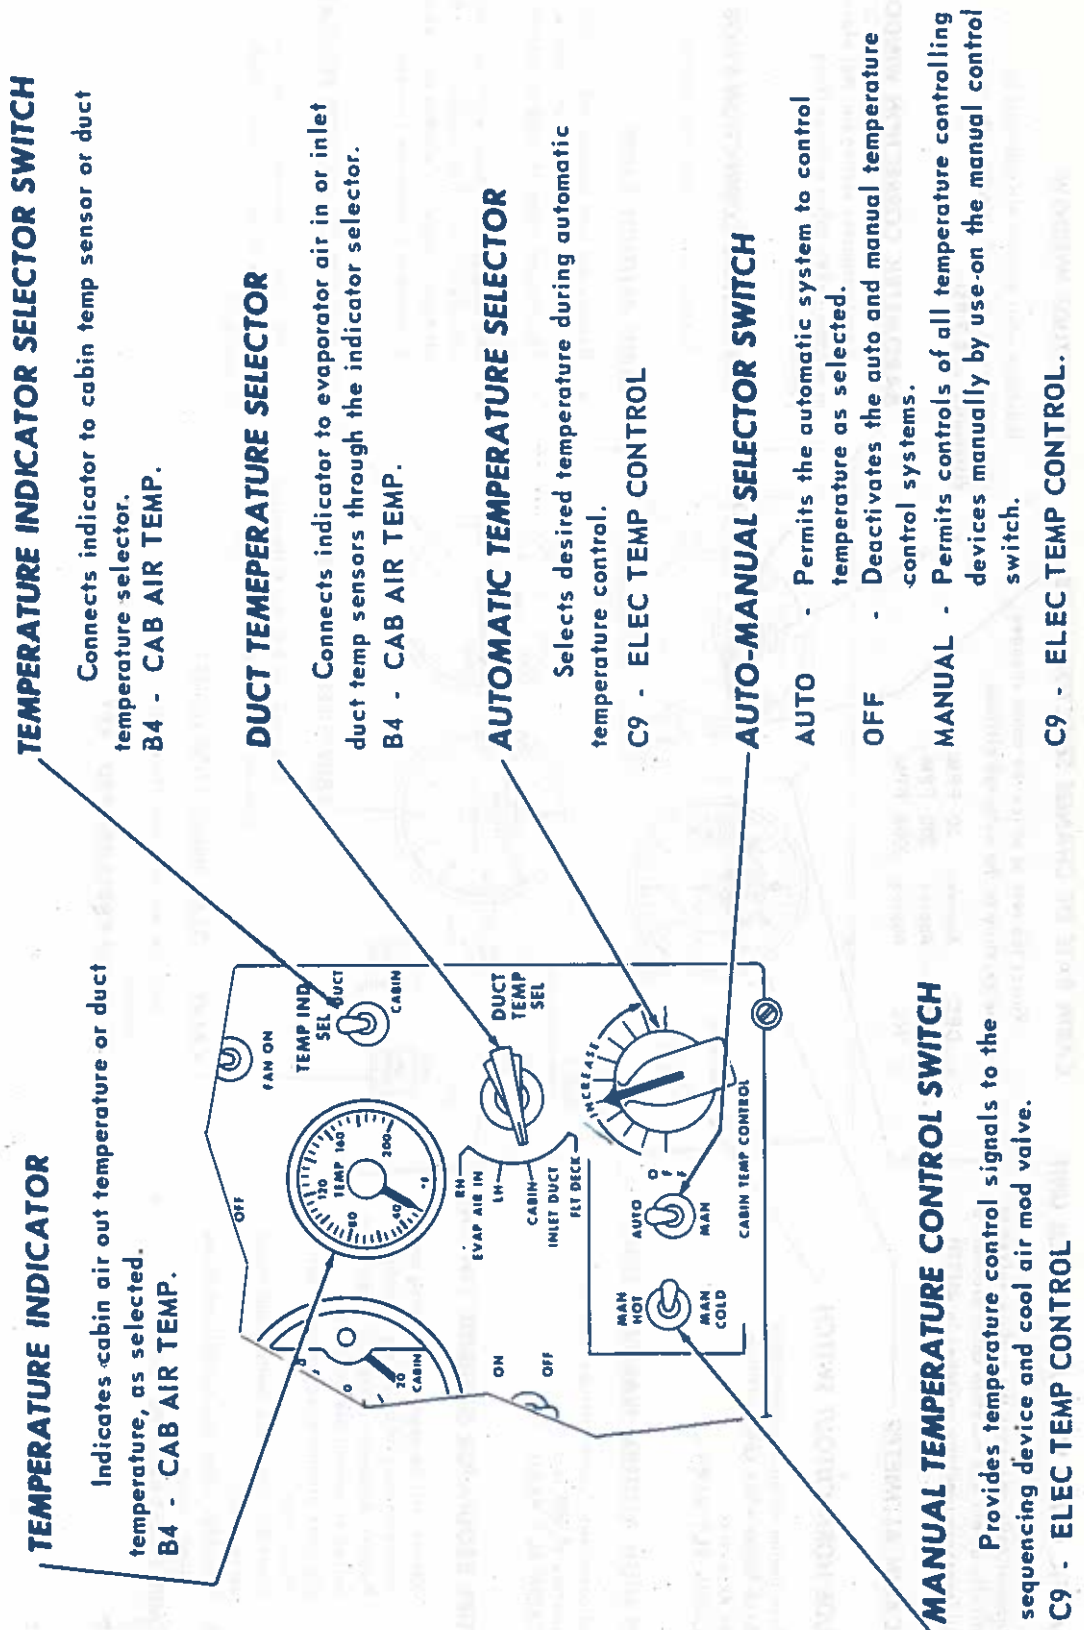 TEMPERATURE INDICATOR
Indicates cabin air out temperature or duct
temperature, as selected.
B4 - CAB AIR TEMP.
TEMPERATURE INDICATOR SELECTOR SWITCH
Connects indicator to cabin temp sensor or duct
temperature selector.
B4 - CAB AIR TEMP.
DUCT TEMEPERATURE SELECTOR
Connects indicator to evaporator air in or inlet
duct temp sensors through the indicator selector.
B4 - CAB AIR TEMP.
AUTOMATIC TEMPERATURE SELECTOR
Selects desired temperature during automatic
temperature control.
C9 - ELEC TEMP CONTROL
AUTO-MANUAL SELECTOR SWITCH
AUTO - Permits the automatic system to control
temperature as selected.
OFF - Deactivates the auto and manual temperature
control systems.
MANUAL - Permits controls of all temperature controlling
devices manually by use-on the manual control
switch.
C9 - ELEC TEMP CONTROL.
MANUAL TEMPERATURE CONTROL SWITCH
Provides temperature control signals to the
sequencing device and cool air mod valve.
C9 - ELEC TEMP CONTROL
OFF
FAN ON
TEMP IND
SEL
DUCT
CABIN
TEMP
40
80
120
160
200
0
20
CABIN
ON
OFF
RH
EVAP AIR IN
LH
CABIN
INLET DUCT
FLT DECK
DUCT
TEMP
SEL
INCREASE
MAN
HOT
MAN
COLD
AUTO
OFF
MAN
CABIN TEMP CONTROL